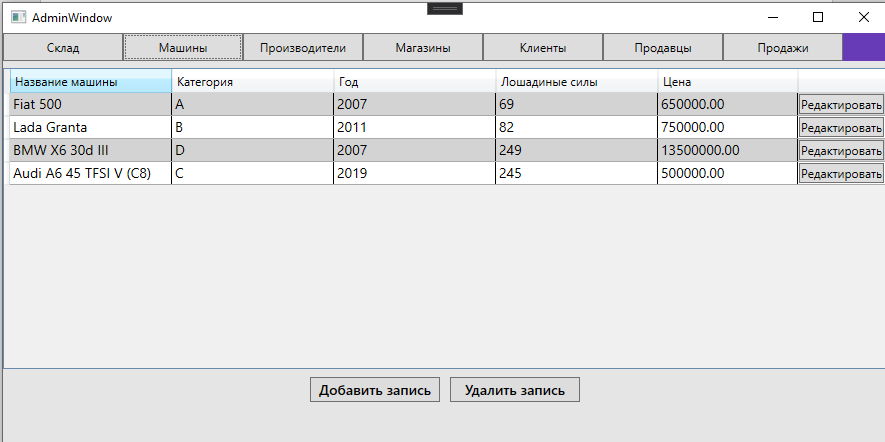 AdminWindow
Склад Машины Производители Магазины Клиенты Продавцы Продажи
Название машины Категория Год Лошадиные силы Цена
Fiat 500 A 2007 69 650000.00 Редактировать
Lada Granta B 2011 82 750000.00 Редактировать
BMW X6 30d III D 2007 249 13500000.00 Редактировать
Audi A6 45 TFSI V (C8) C 2019 245 500000.00 Редактировать
Добавить запись Удалить запись